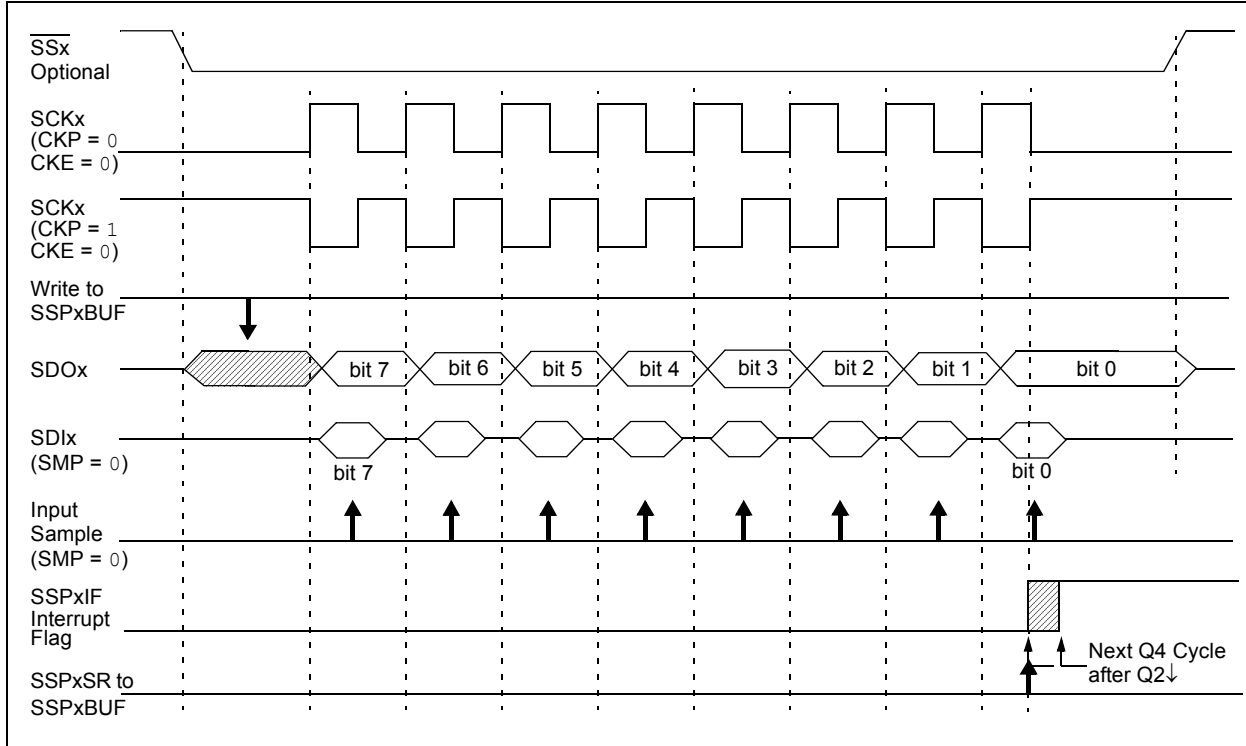 SSx
Optional
SCKx
(CKP = 0
CKE = 0)
SCKx
(CKP = 1
CKE = 0)
Write to
SSPxBUF
SDOx
bit 7
bit 6
bit 5
bit 4
bit 3
bit 2
bit 1
bit 0
SDIx
(SMP = 0)
bit 7
bit 0
Input
Sample
(SMP = 0)
SSPxIF
Interrupt
Flag
Next Q4 Cycle
after Q2↓
SSPxSR to
SSPxBUF